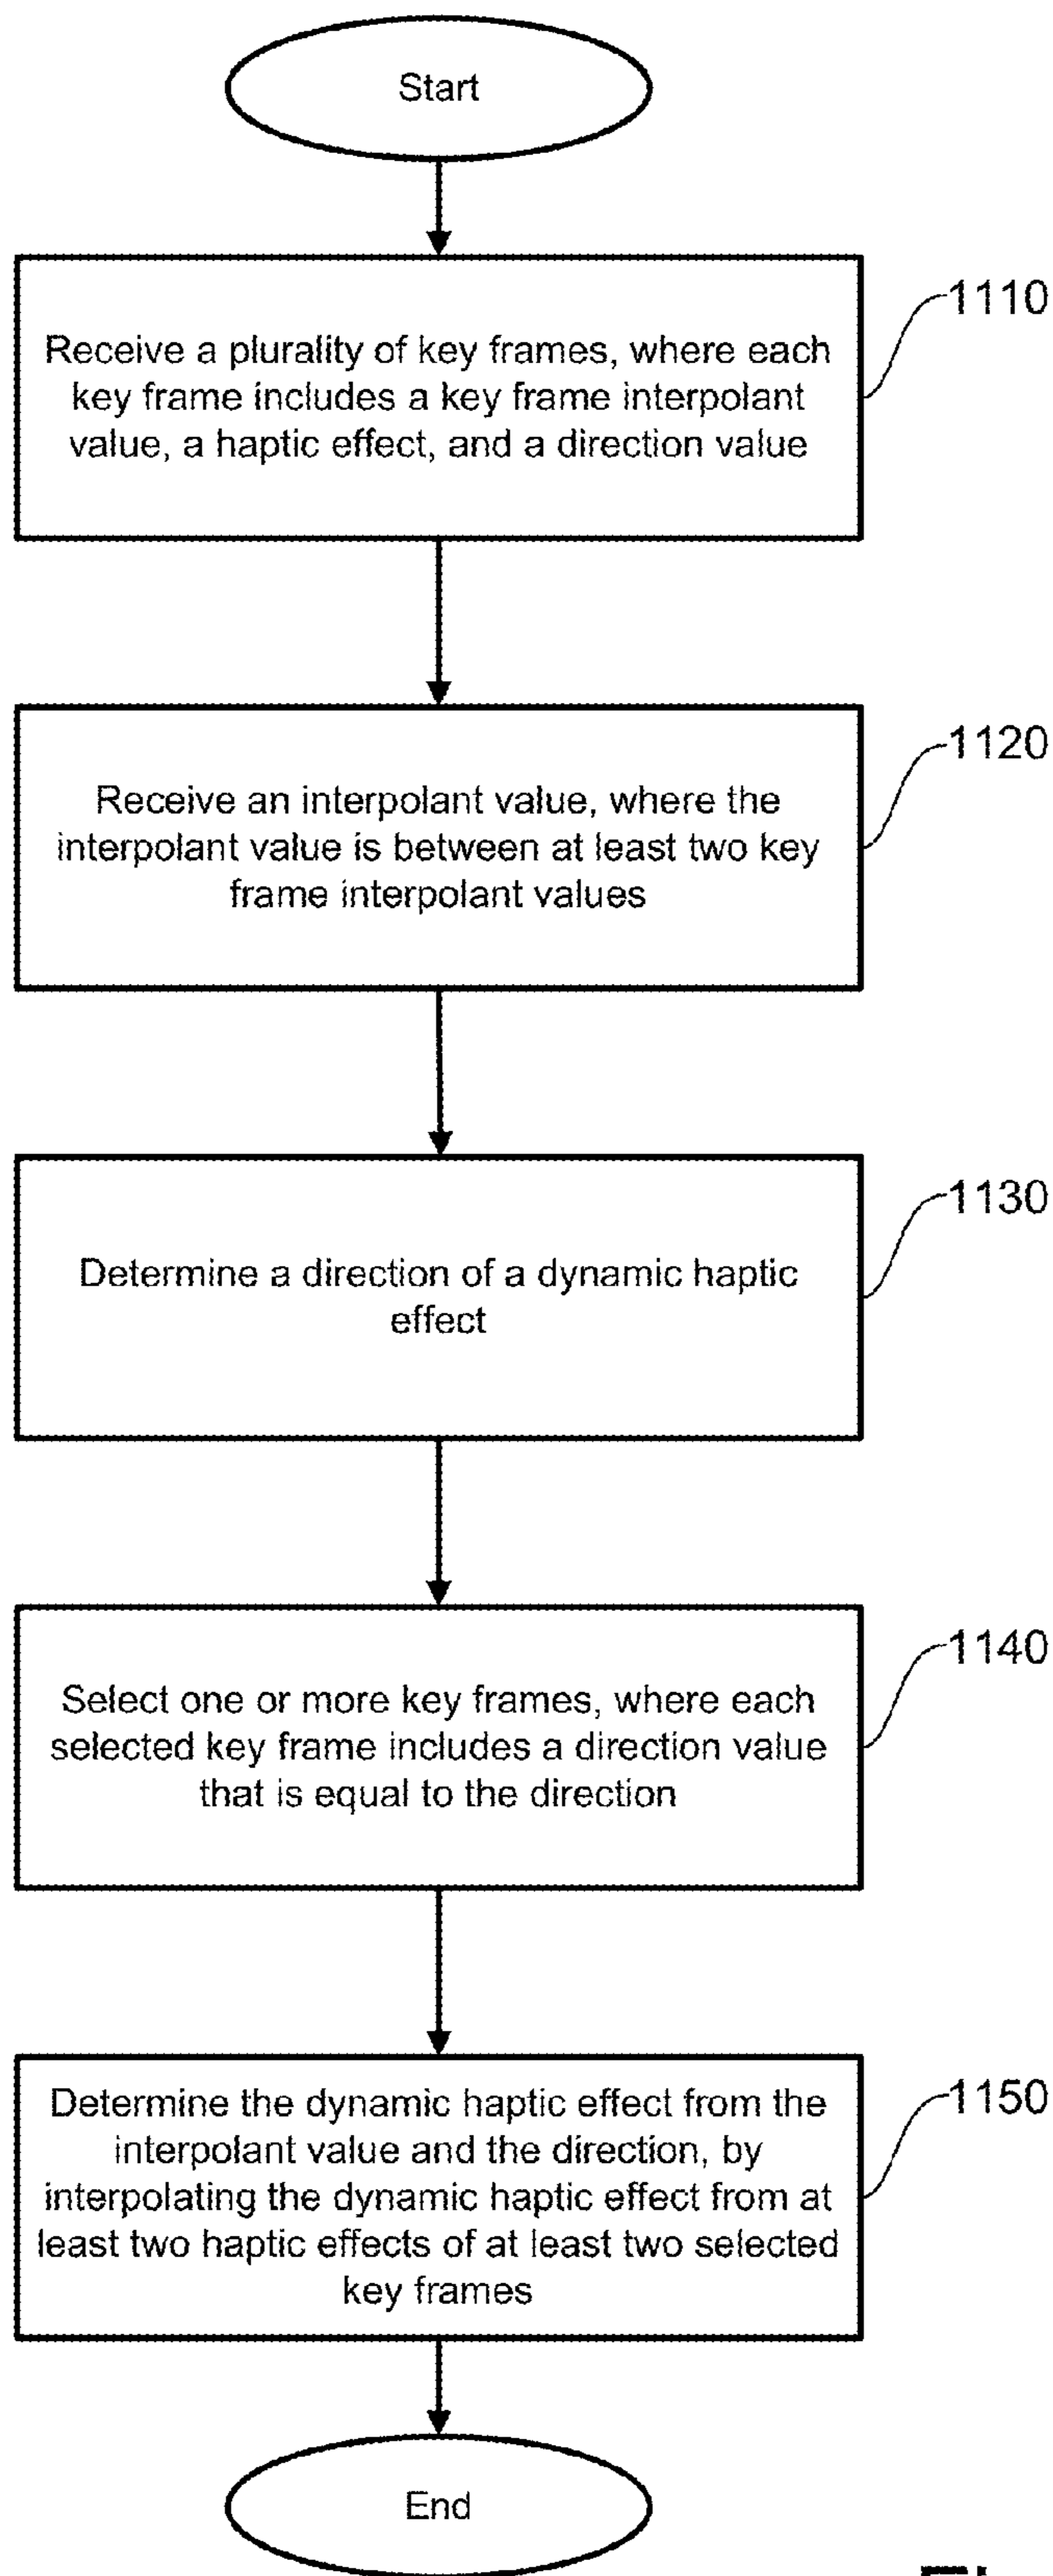 Start
Receive a plurality of key frames, where each
key frame includes a key frame interpolant
value, a haptic effect, and a direction value
1110
Receive an interpolant value, where the
interpolant value is between at least two key
frame interpolant values
1120
Determine a direction of a dynamic haptic
effect
1130
Select one or more key frames, where each
selected key frame includes a direction value
that is equal to the direction
1140
Determine the dynamic haptic effect from the
interpolant value and the direction, by
interpolating the dynamic haptic effect from at
least two haptic effects of at least two selected
key frames
1150
End